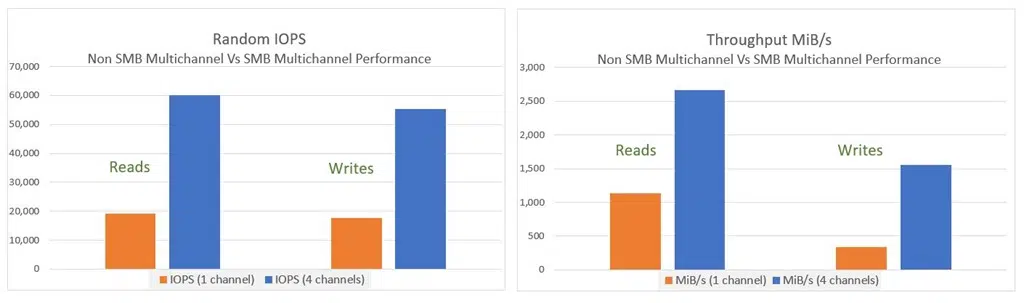 Random IOPS
Non SMB Multichannel Vs SMB Multichannel Performance
70,000
60,000
50,000
40,000
30,000
20,000
10,000
0
Reads
Writes
IOPS (1 channel)
IOPS (4 channels)
Throughput MiB/s
Non SMB Multichannel Vs SMB Multichannel Performance
3,000
2,500
2,000
1,500
1,000
500
0
Reads
Writes
MiB/s (1 channel)
MiB/s (4 channels)